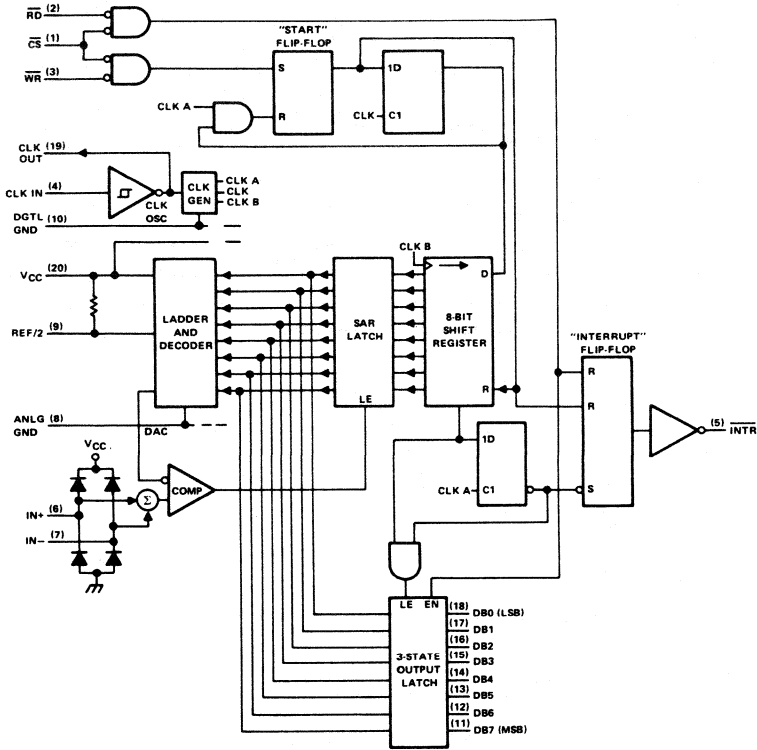 RD (2)
CS (1)
WR (3)
"START"
FLIP-FLOP
S
R
1D
C1
CLK A
CLK
CLK
OUT
(19)
CLK IN (4)
CLK
OSC
CLK
GEN
CLK A
CLK
CLK B
DGTL
GND
(10)
VCC (20)
REF/2 (9)
LADDER
AND
DECODER
SAR
LATCH
LE
CLK B
8-BIT
SHIFT
REGISTER
D
R
ANLG
GND
(8)
DAC
VCC
COMP
Σ
IN+ (6)
IN− (7)
1D
C1
CLK A
"INTERRUPT"
FLIP-FLOP
R
R
S
(5) INTR
LE EN
3-STATE
OUTPUT
LATCH
(18) DB0 (LSB)
(17) DB1
(16) DB2
(15) DB3
(14) DB4
(13) DB5
(12) DB6
(11) DB7 (MSB)